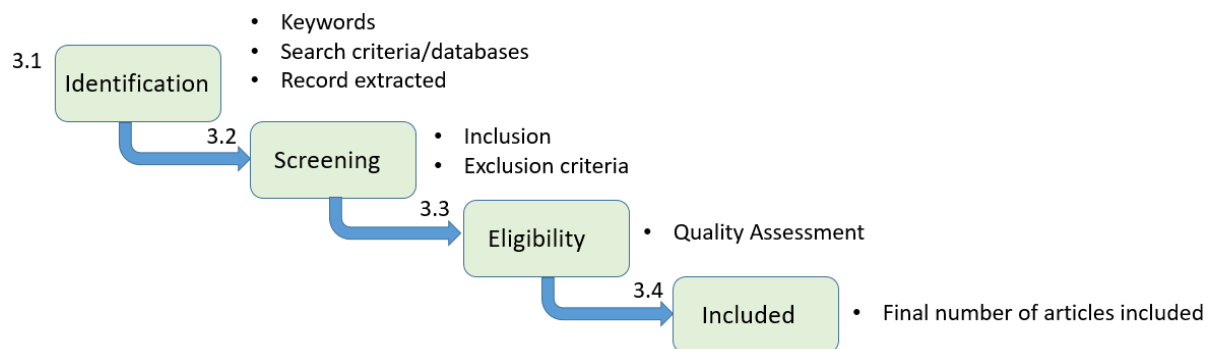 3.1
Identification
• Keywords
• Search criteria/databases
• Record extracted
3.2
Screening
• Inclusion
• Exclusion criteria
3.3
Eligibility
• Quality Assessment
3.4
Included
• Final number of articles included